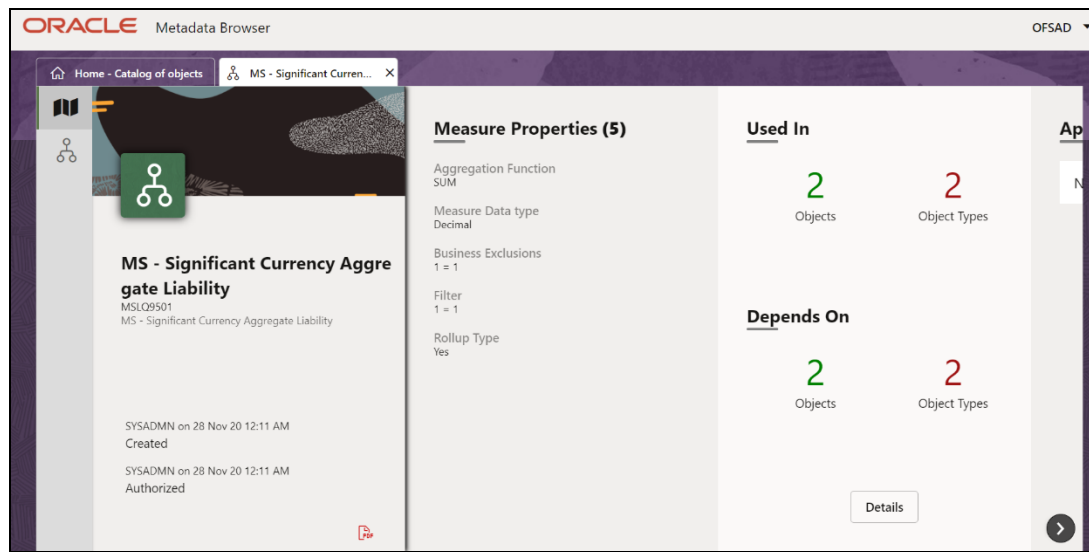 ORACLE Metadata Browser
OFSAD
Home - Catalog of objects
MS - Significant Curren... X
MS - Significant Currency Aggre
gate Liability
MSLQ9501
MS - Significant Currency Aggregate Liability
SYSADMN on 28 Nov 20 12:11 AM
Created
SYSADMN on 28 Nov 20 12:11 AM
Authorized
PDF
Measure Properties (5)
Aggregation Function
SUM
Measure Data type
Decimal
Business Exclusions
1 = 1
Filter
1 = 1
Rollup Type
Yes
Used In
2 2
Objects Object Types
Depends On
2 2
Objects Object Types
Details
Ap
N